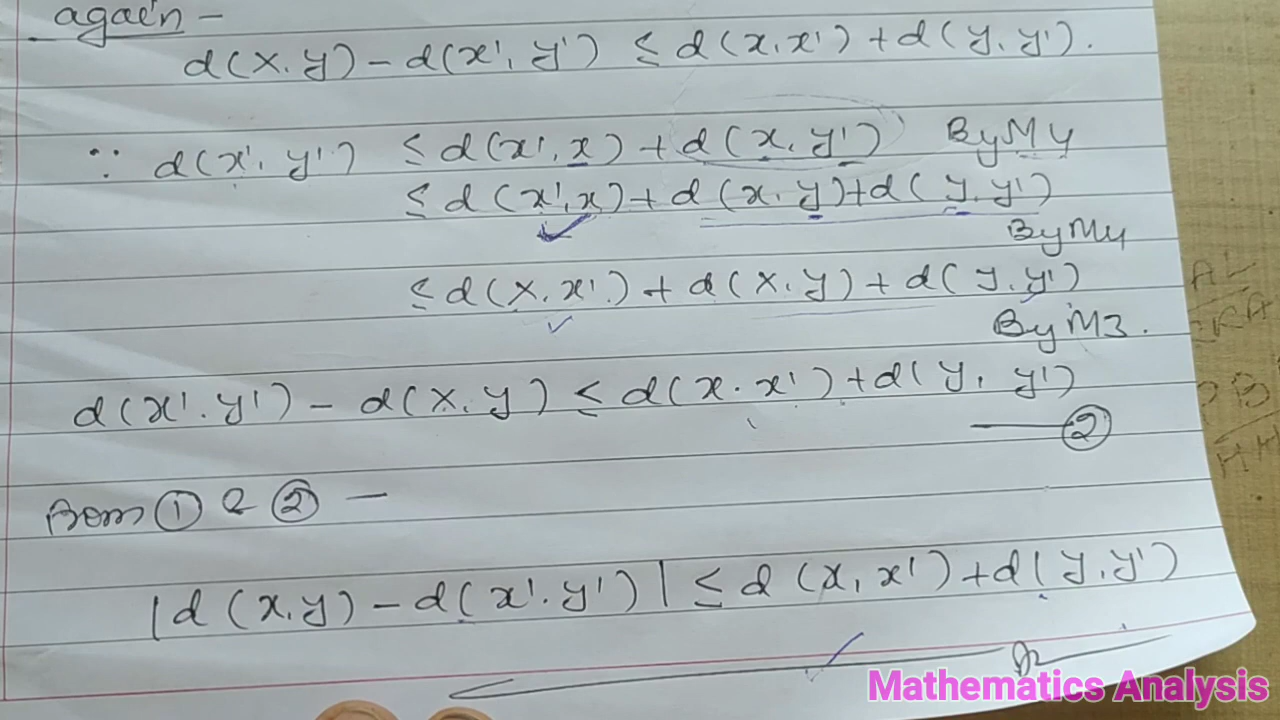 again -
d(x.y) - d(x', y') ≤ d(x.x') + d(y, y').
∵ d(x', y') ≤ d(x', x) + d(x, y') By M4
≤ d(x', x) + d(x.y) + d(y, y')
By M4
≤ d(x.x') + d(x.y) + d(y.y')
By M3.
d(x'.y') - d(x.y) ≤ d(x.x') + d(y, y')
— ②
From ① & ② —
|d(x.y) - d(x'.y')| ≤ d(x, x') + d(y, y')
Mathematics Analysis